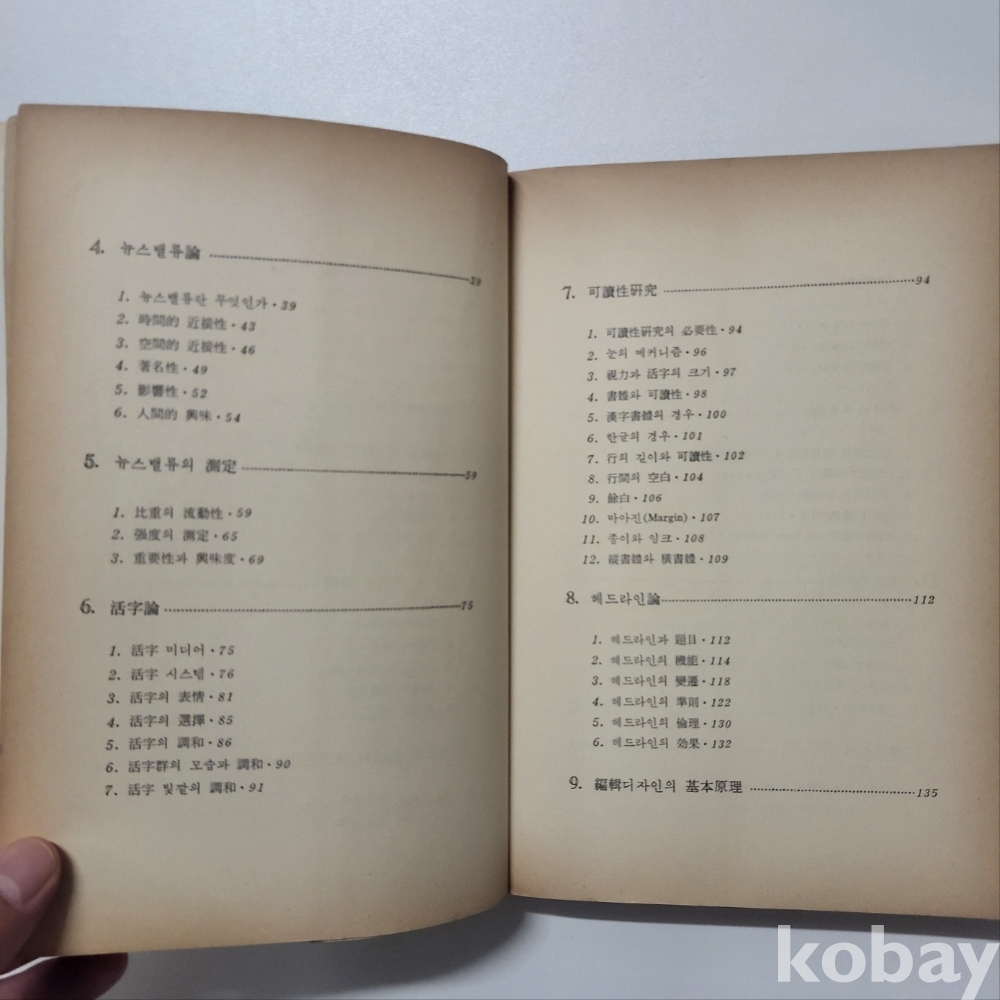 4. 뉴스밸류論 ........ 39
1. 뉴스밸류란 무엇인가・39
2. 時間的 近接性・43
3. 空間的 近接性・46
4. 著名性・49
5. 影響性・52
6. 人間的 興味・54
5. 뉴스밸류의 測定 ........ 59
1. 比重의 流動性・59
2. 强度의 測定・65
3. 重要性과 興味度・69
6. 活字論 ........ 75
1. 活字 미디어・75
2. 活字 시스템・76
3. 活字의 表情・81
4. 活字의 選擇・85
5. 活字의 調和・86
6. 活字群의 모습과 調和・90
7. 活字 빛깔의 調和・91
7. 可讀性硏究 ........ 94
1. 可讀性硏究의 必要性・94
2. 눈의 메커니즘・96
3. 視力과 活字의 크기・97
4. 書體와 可讀性・98
5. 漢字書體의 경우・100
6. 한글의 경우・101
7. 行의 길이와 可讀性・102
8. 行間의 空白・104
9. 餘白・106
10. 마아진(Margin)・107
11. 종이와 잉크・108
12. 縱書體와 橫書體・109
8. 헤드라인論 ........ 112
1. 헤드라인과 題目・112
2. 헤드라인의 機能・114
3. 헤드라인의 變遷・118
4. 헤드라인의 準則・122
5. 헤드라인의 倫理・130
6. 헤드라인의 効果・132
9. 編輯디자인의 基本原理 ........ 135
kobay